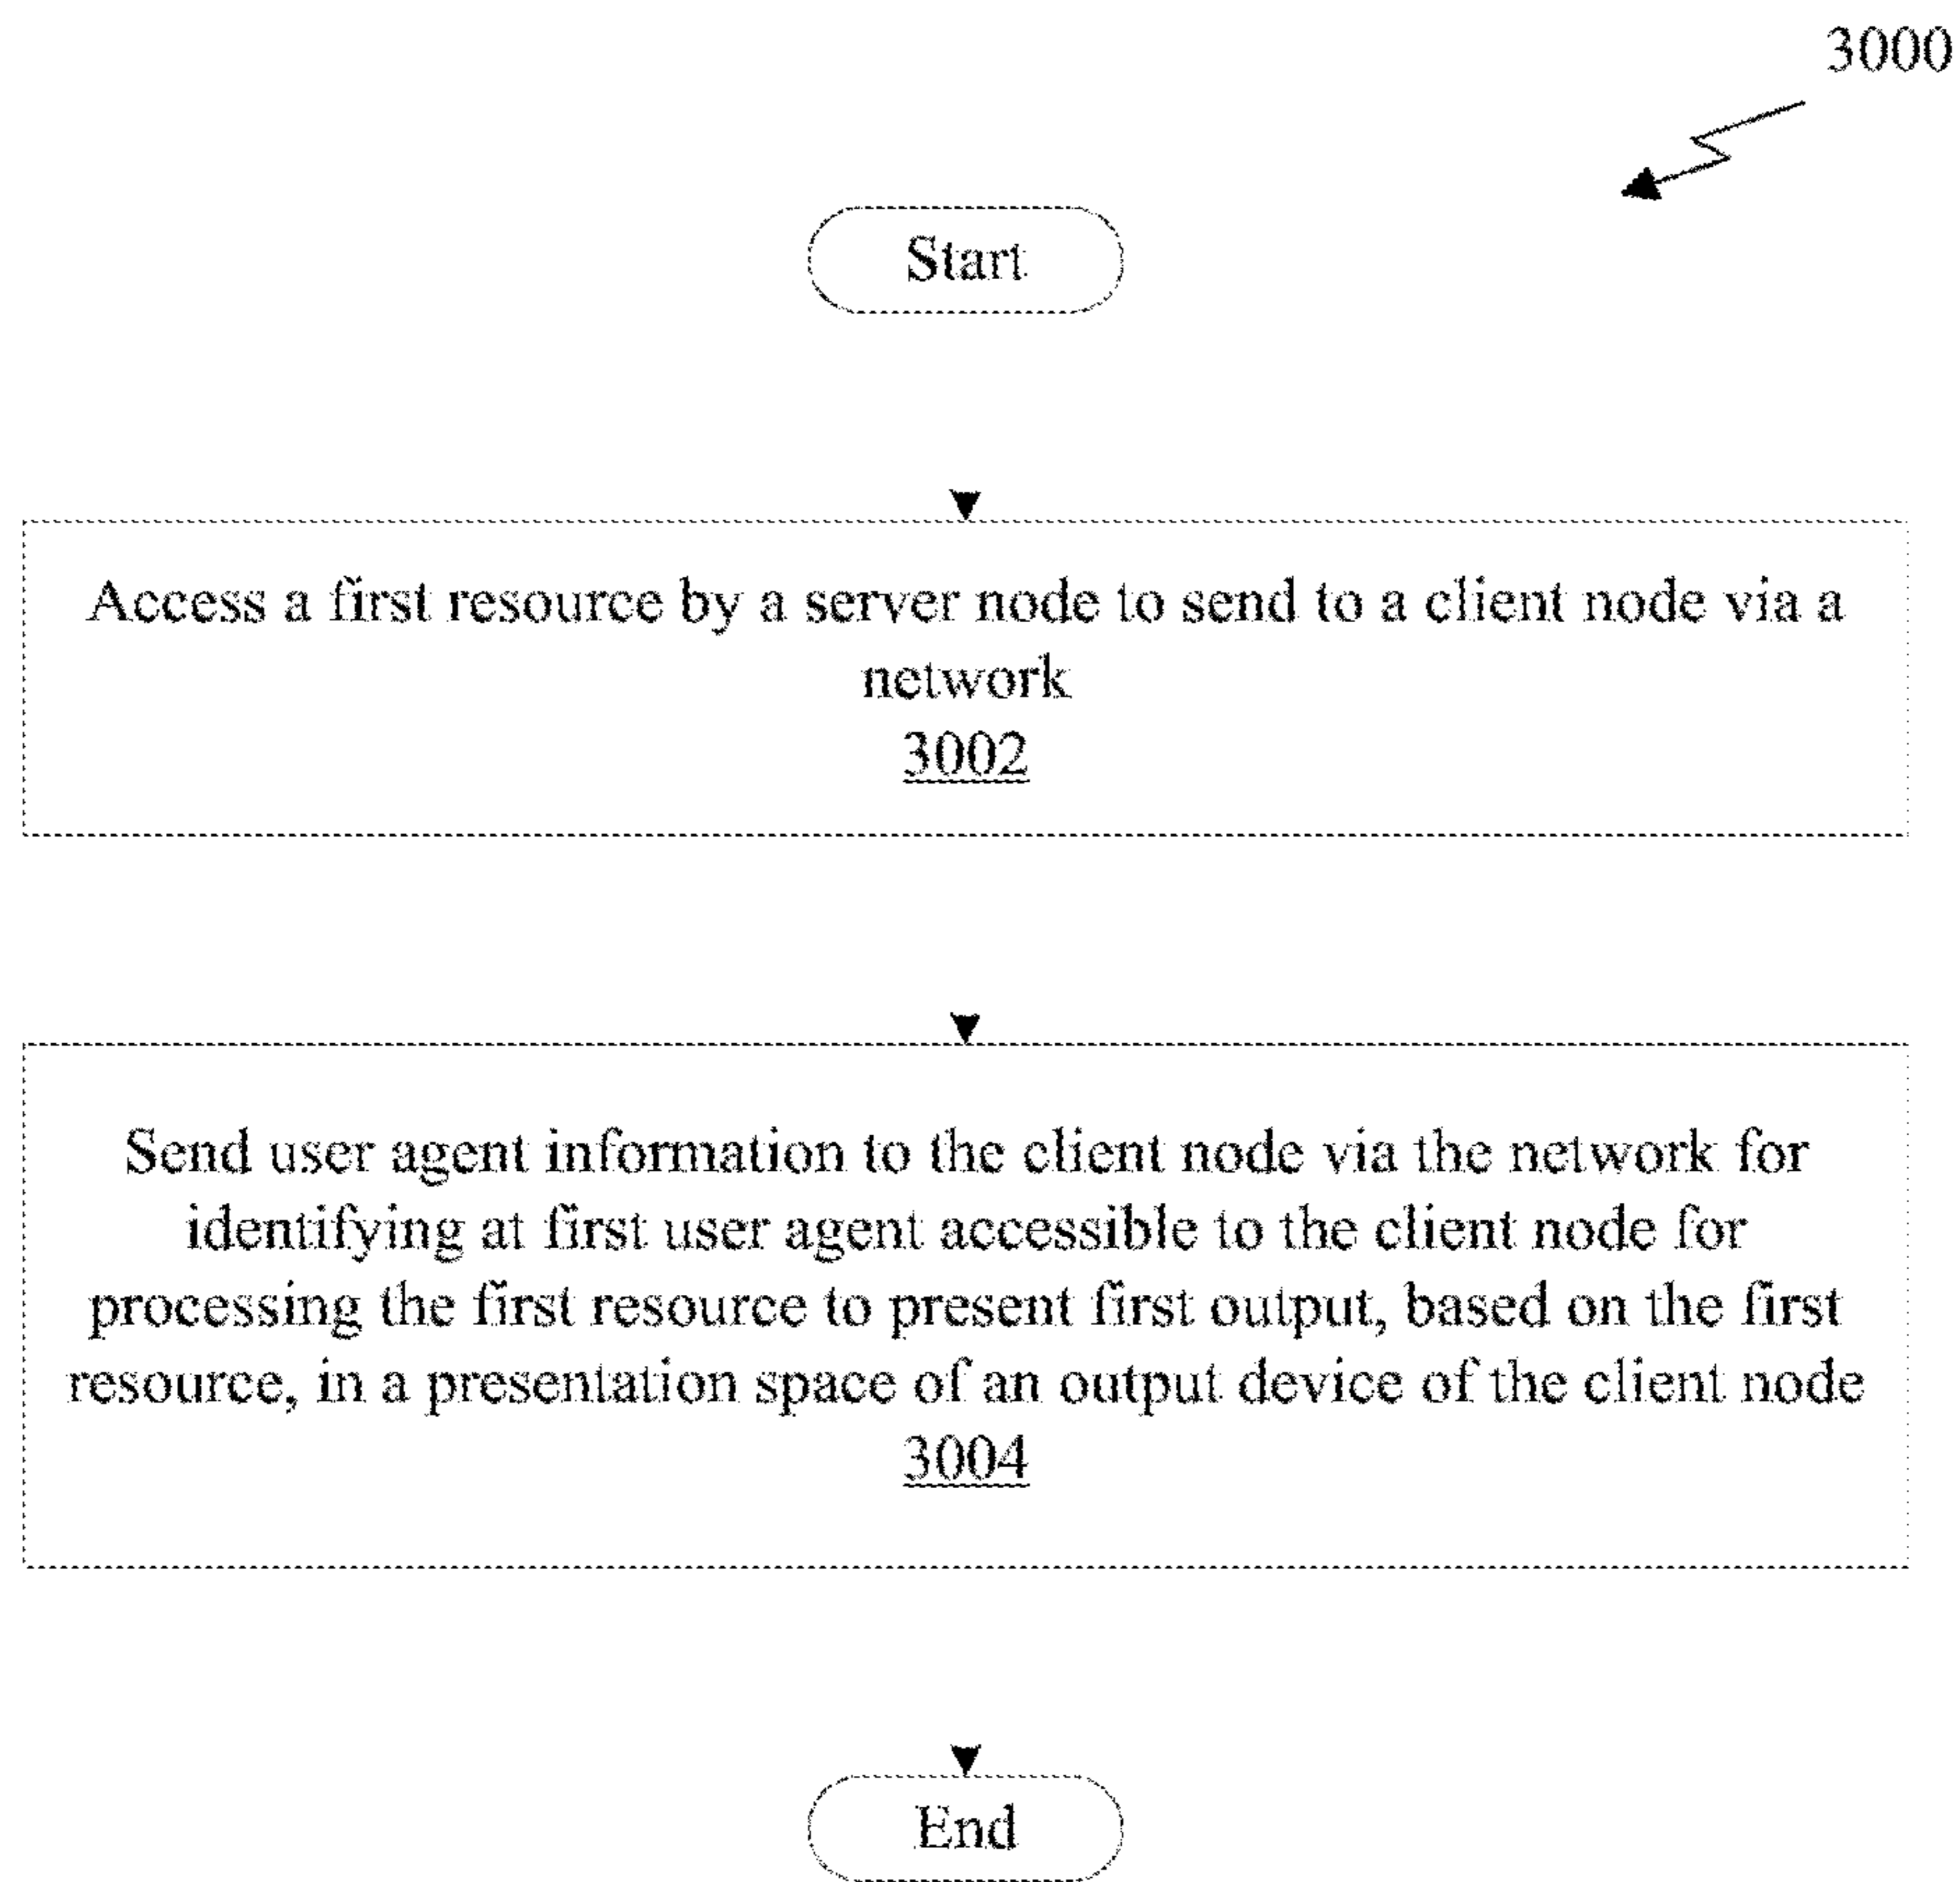 3000
Start
Access a first resource by a server node to send to a client node via a
network
3002
Send user agent information to the client node via the network for
identifying at first user agent accessible to the client node for
processing the first resource to present first output, based on the first
resource, in a presentation space of an output device of the client node
3004
End